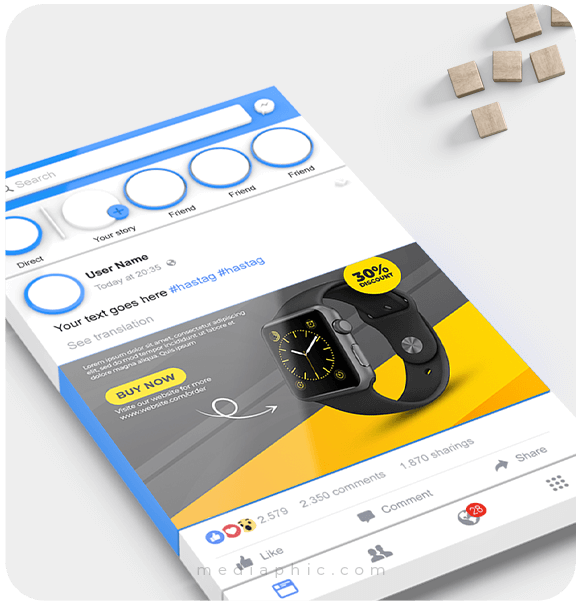 Search
Direct
Your story
Friend
Friend
Friend
User Name
Today at 20:35
Your text goes here #hastag #hastag
See translation
30%
DISCOUNT
Lorem ipsum dolor sit amet, consectetur adipiscing
elit, sed do mod tempor incididunt ut labore et
dolore magna aliqua. Quis ipsum
BUY NOW
Visite our website for more
www.website.com/order
2.579
2.350 comments
1.870 sharings
Like
Comment
Share
28
mediaphic.com